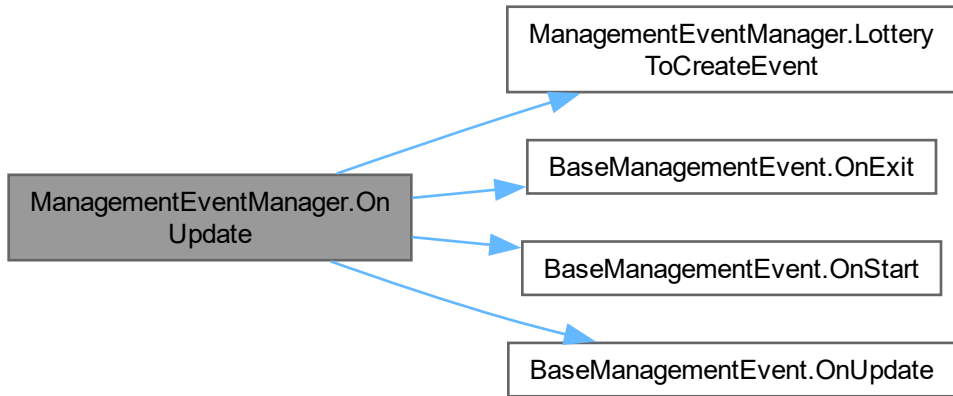 ManagementEventManager.Lottery
ToCreateEvent
BaseManagementEvent.OnExit
ManagementEventManager.On
Update
BaseManagementEvent.OnStart
BaseManagementEvent.OnUpdate